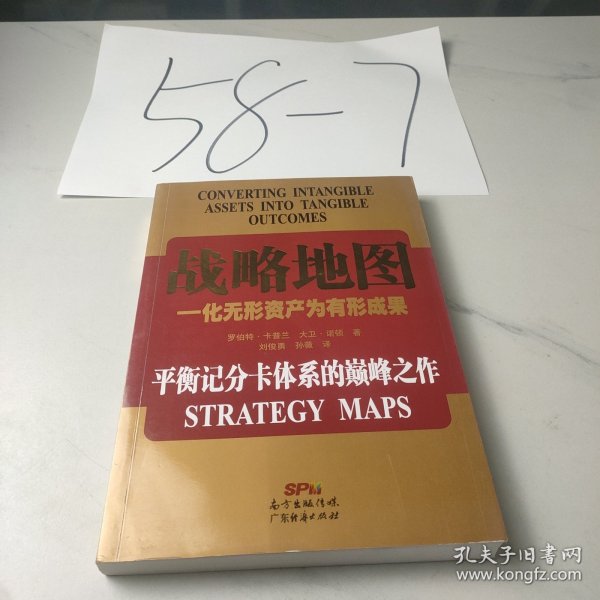 58-7
CONVERTING INTANGIBLE
ASSETS INTO TANGIBLE
OUTCOMES
战略地图
—化无形资产为有形成果
罗伯特·卡普兰 大卫·诺顿 著
刘俊勇 孙薇 译
平衡记分卡体系的巅峰之作
STRATEGY MAPS
SPM
南方出版传媒
广东经济出版社
孔夫子旧书网
www.kongfz.com